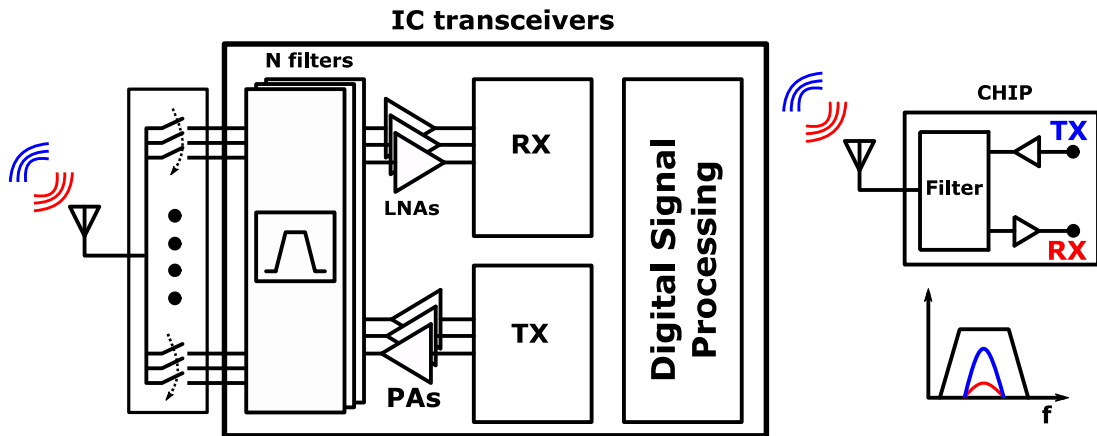 IC transceivers
N filters
LNAs
RX
TX
PAs
Digital Signal
Processing
CHIP
TX
Filter
RX
f